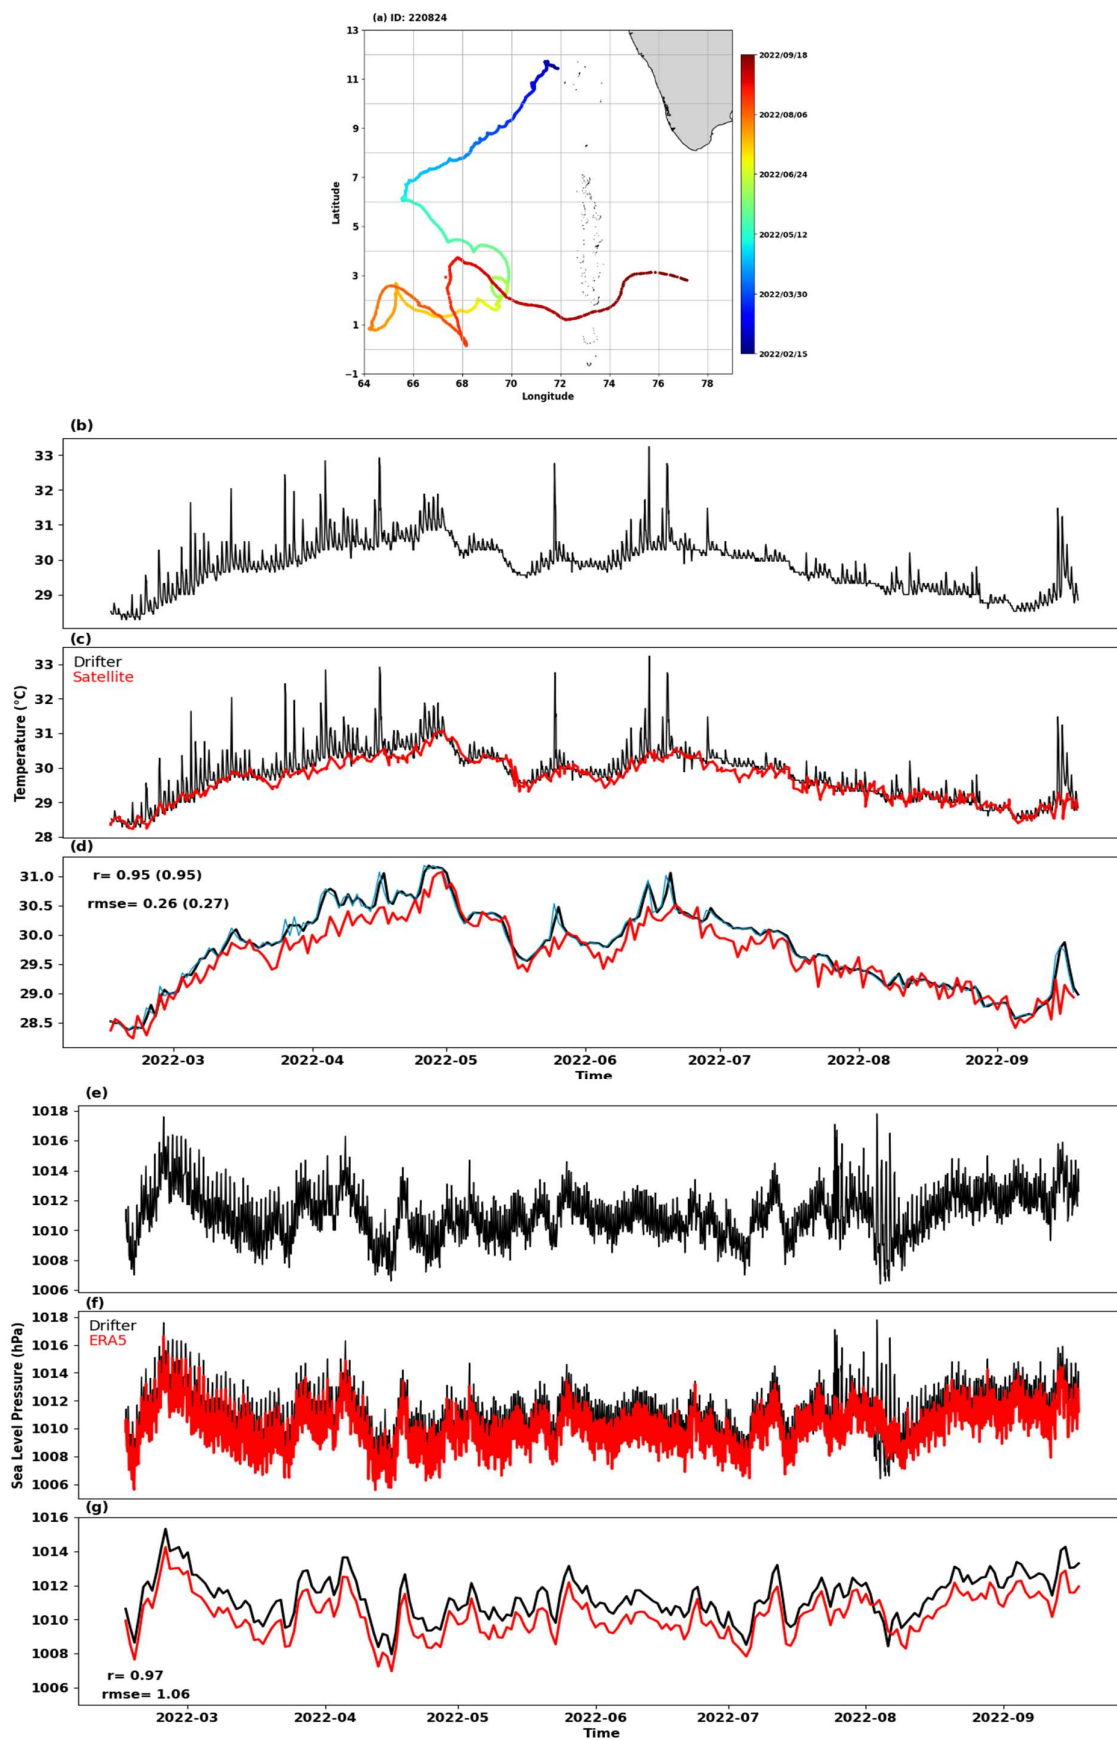 (a) ID: 220824
13
11
9
7
5
3
1
−1
Latitude
64 66 68 70 72 74 76 78
Longitude
2022/09/18
2022/08/06
2022/06/24
2022/05/12
2022/03/30
2022/02/15
(b)
33
32
31
30
29
(c)
Drifter
Satellite
33
32
31
30
29
28
Temperature (°C)
(d)
r= 0.95 (0.95)
rmse= 0.26 (0.27)
31.0
30.5
30.0
29.5
29.0
28.5
2022-03 2022-04 2022-05 2022-06 2022-07 2022-08 2022-09
Time
(e)
1018
1016
1014
1012
1010
1008
1006
(f)
Drifter
ERA5
1018
1016
1014
1012
1010
1008
1006
Sea Level Pressure (hPa)
(g)
1016
1014
1012
1010
1008
1006
r= 0.97
rmse= 1.06
2022-03 2022-04 2022-05 2022-06 2022-07 2022-08 2022-09
Time